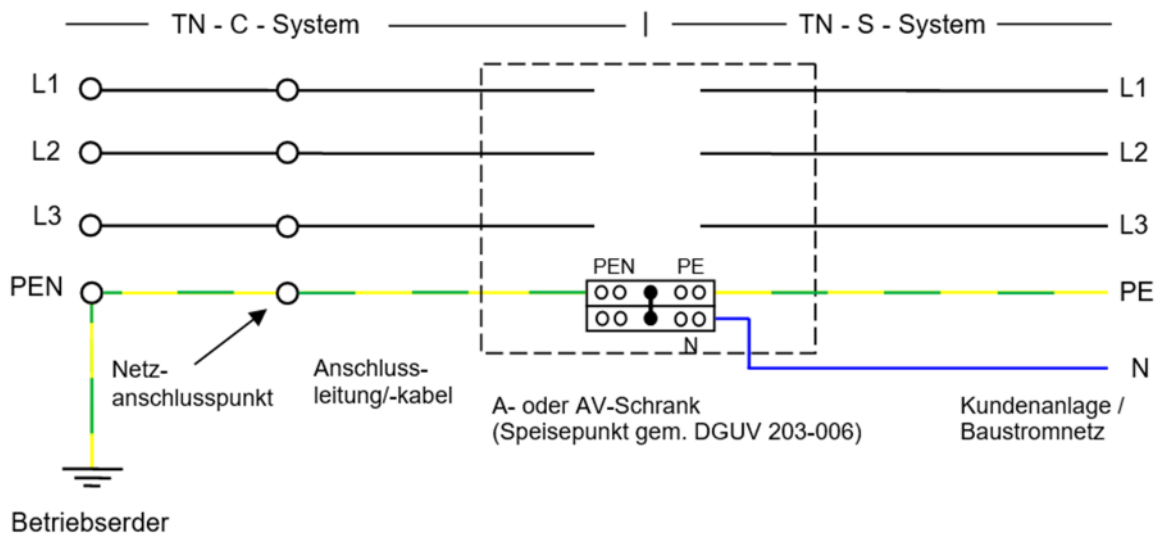 TN - C - System
TN - S - System
L1
L1
L2
L2
L3
L3
PEN
PE
PEN
PE
N
N
Netz-
anschlusspunkt
Anschluss-
leitung/-kabel
A- oder AV-Schrank
(Speisepunkt gem. DGUV 203-006)
Kundenanlage /
Baustromnetz
Betriebserder